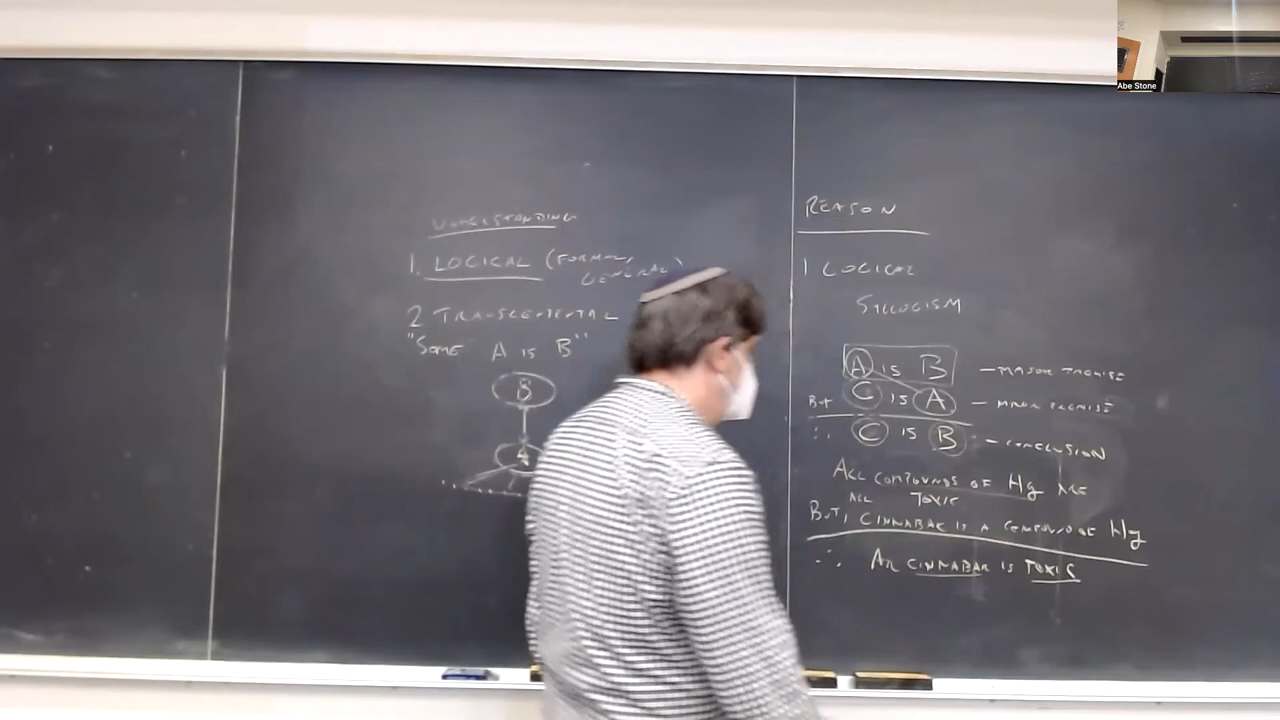 Abe Stone
UNDERSTANDING
1. LOGICAL (FORMAL,
GENERAL)
2 TRANSCENDENTAL
"SOME A IS B"
B
A
REASON
1 LOGICAL
SYLLOGISM
A IS B — MAJOR PREMISE
BUT C IS A — MINOR PREMISE
∴ C IS B — CONCLUSION
ALL COMPOUNDS OF Hg ARE
TOXIC
ALL
BUT, CINNABAR IS A COMPOUND OF Hg
∴ ALL CINNABAR IS TOXIC